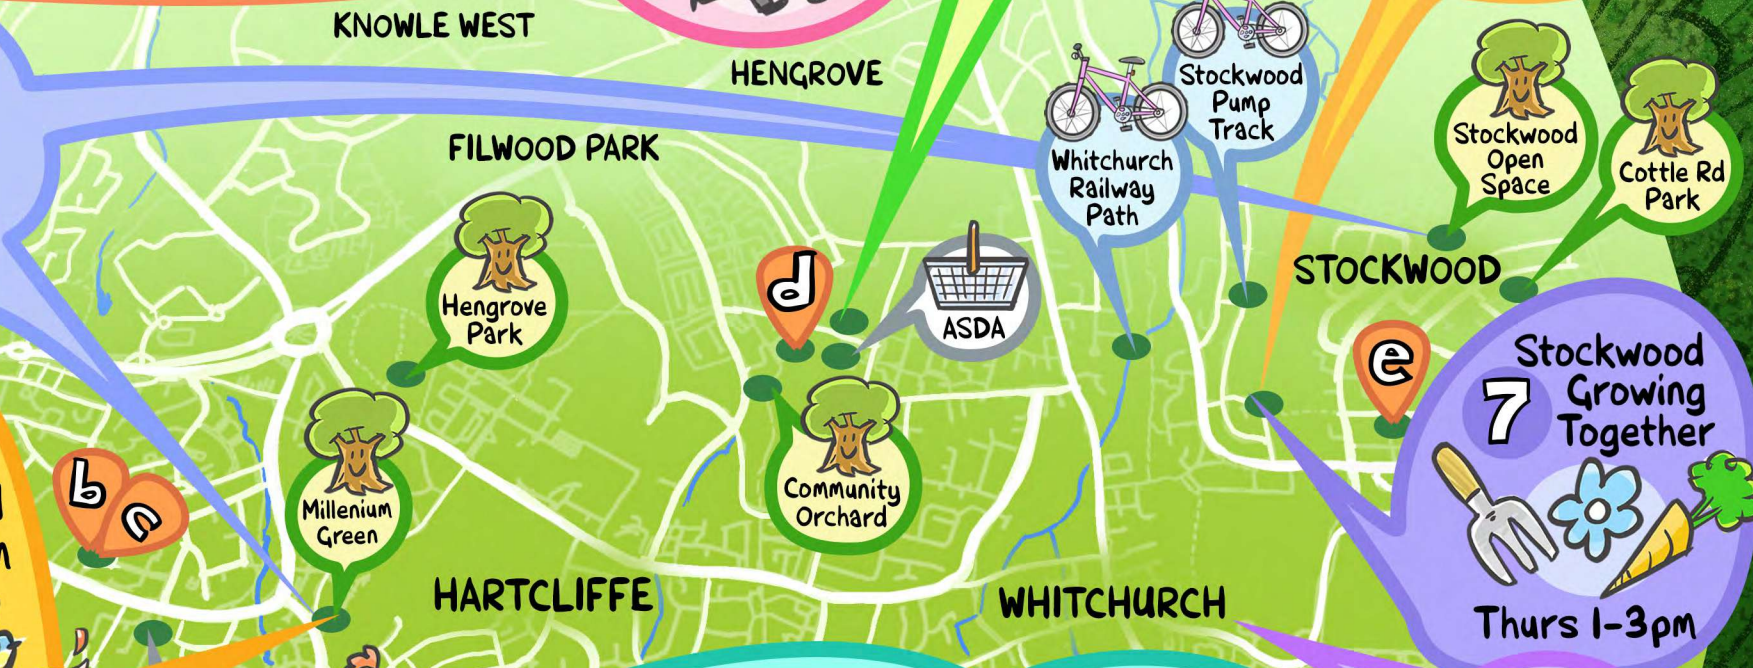 KNOWLE WEST
HENGROVE
FILWOOD PARK
Stockwood
Pump
Track
Whitchurch
Railway
Path
Stockwood
Open
Space
Cottle Rd
Park
STOCKWOOD
Hengrove
Park
d
ASDA
e
Stockwood
7 Growing
Together
Thurs 1-3pm
b c
Millenium
Green
Community
Orchard
HARTCLIFFE
WHITCHURCH